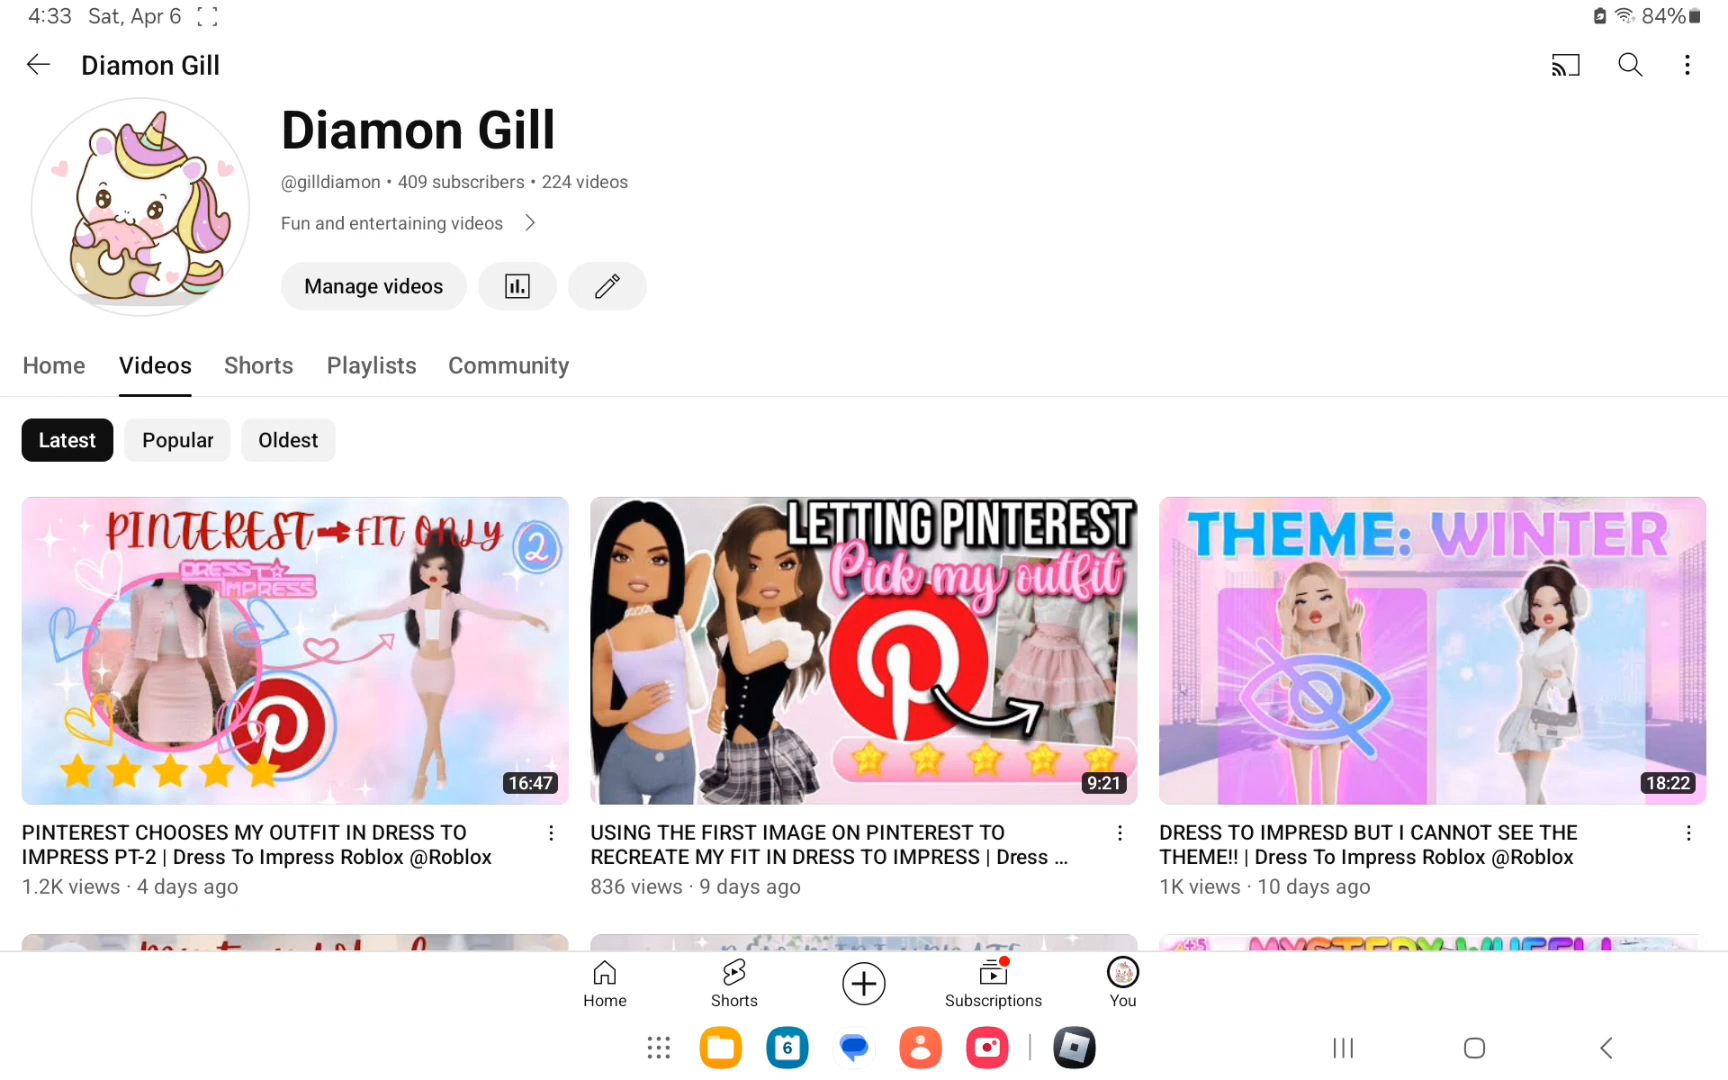 4:33 Sat, Apr 6 84%
Diamon Gill
Diamon Gill
@gilldiamon • 409 subscribers • 224 videos
Fun and entertaining videos
Manage videos
Home Videos Shorts Playlists Community
Latest Popular Oldest
PINTEREST FIT ONLY 2
DRESS TO
IMPRESS
16:47
LETTING PINTEREST
Pick my outfit
9:21
THEME: WINTER
18:22
PINTEREST CHOOSES MY OUTFIT IN DRESS TO
IMPRESS PT-2 | Dress To Impress Roblox @Roblox
1.2K views · 4 days ago
USING THE FIRST IMAGE ON PINTEREST TO
RECREATE MY FIT IN DRESS TO IMPRESS | Dress ...
836 views · 9 days ago
DRESS TO IMPRESD BUT I CANNOT SEE THE
THEME!! | Dress To Impress Roblox @Roblox
1K views · 10 days ago
MYSTERY WHEEL
Home Shorts Subscriptions You
6